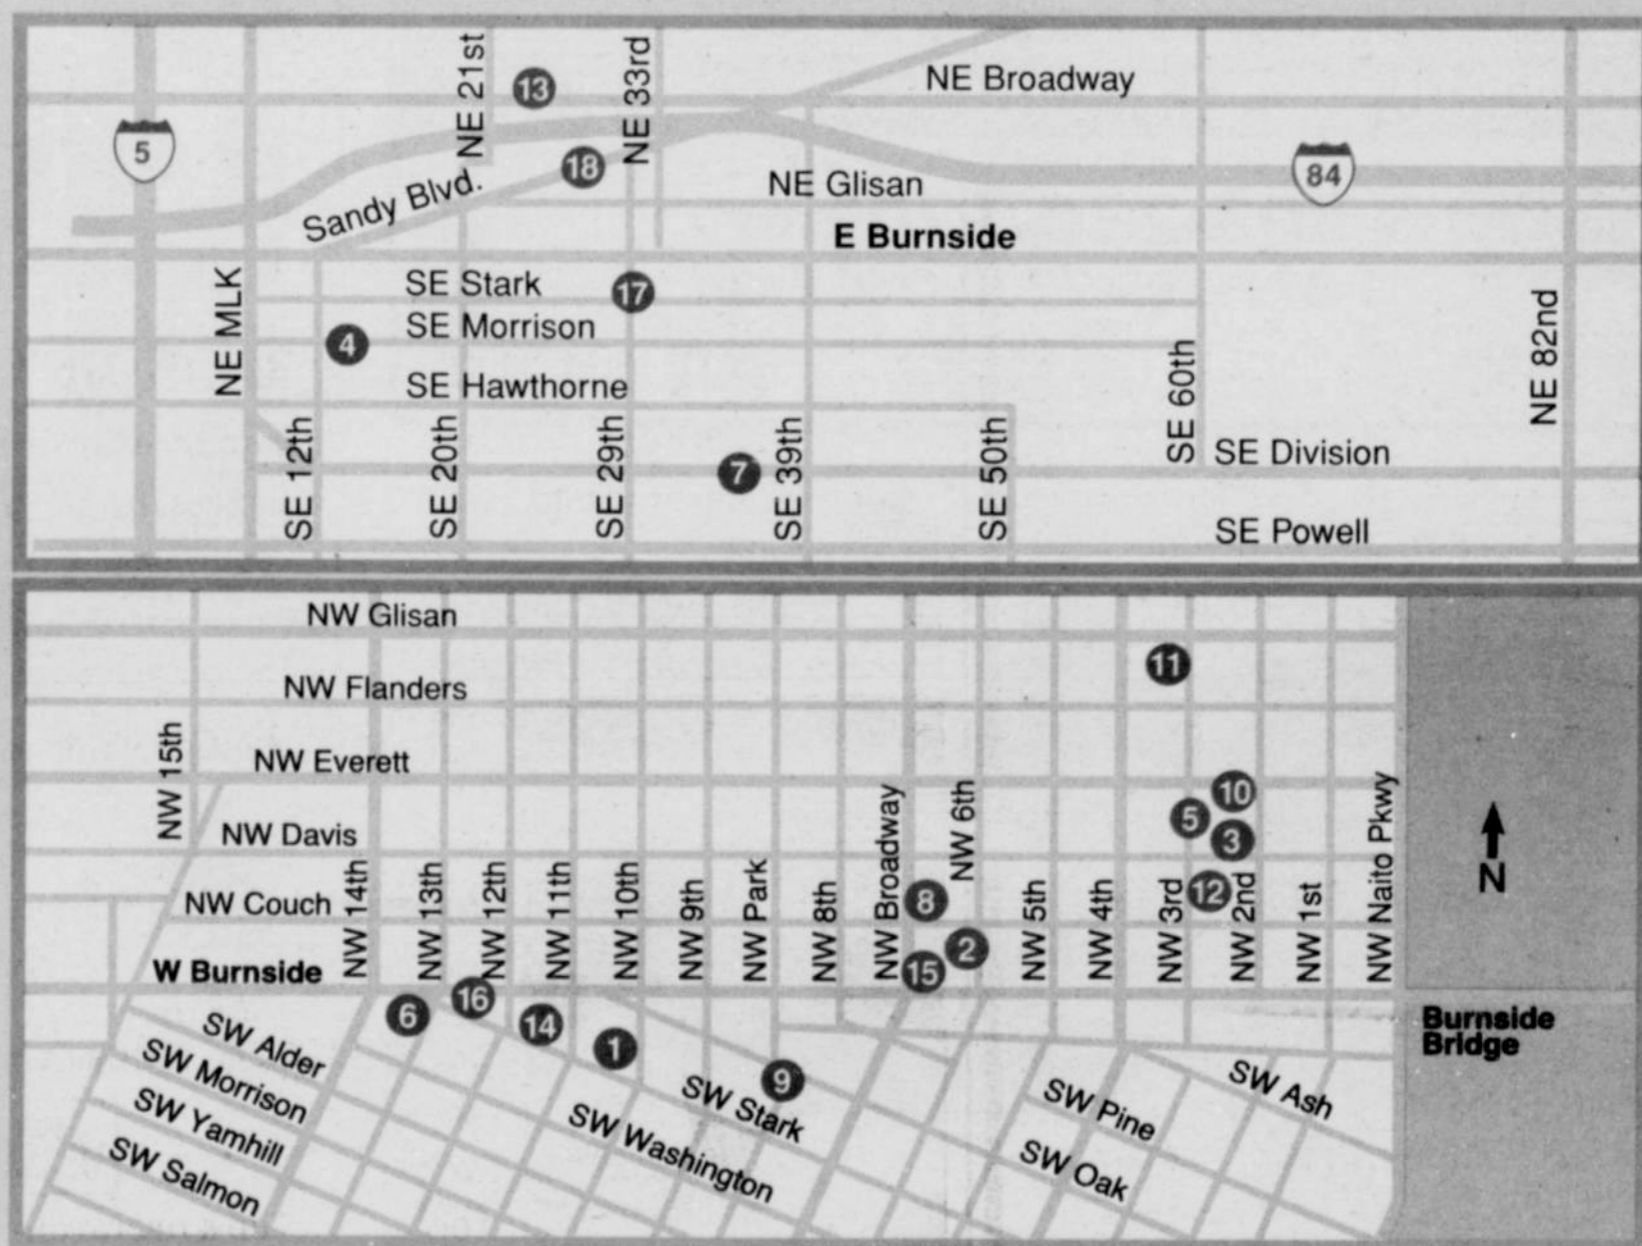 NE 21st
13
NE 33rd
NE Broadway
5
18
Sandy Blvd.
NE Glisan
84
E Burnside
NE MLK
SE Stark
17
SE Morrison
4
SE Hawthorne
SE 60th
NE 82nd
SE 12th
SE 20th
SE 29th
7
SE 39th
SE 50th
SE Division
SE Powell
NW Glisan
11
NW Flanders
NW 15th
NW Everett
10
5
3
NW Davis
NW Broadway
NW 6th
NW Naito Pkwy
N
NW Couch
NW 14th
NW 13th
NW 12th
NW 11th
NW 10th
NW 9th
NW Park
NW 8th
8
2
15
NW 5th
NW 4th
NW 3rd
12
NW 2nd
NW 1st
W Burnside
6
16
14
1
9
Burnside
Bridge
SW Alder
SW Morrison
SW Yamhill
SW Salmon
SW Stark
SW Washington
SW Pine
SW Oak
SW Ash